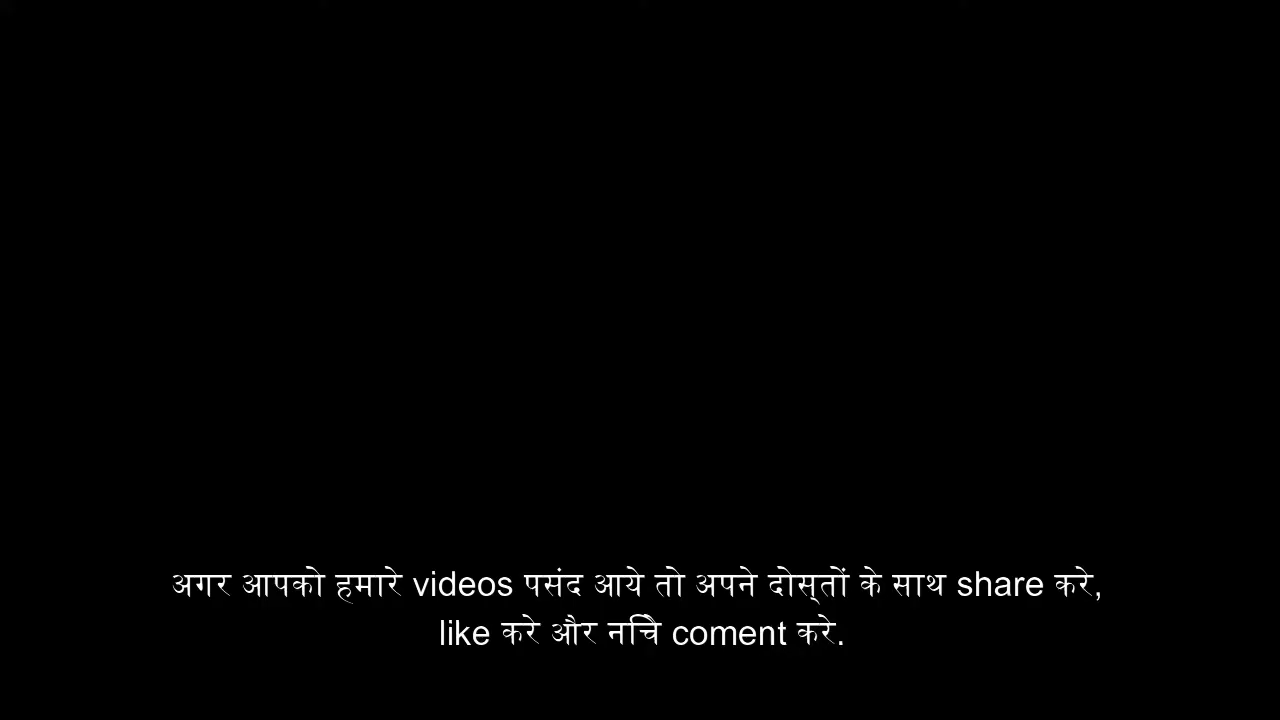 अगर आपको हमारे videos पसंद आये तो अपने दोस्तों के साथ share करे,
like करे और निचे coment करे.